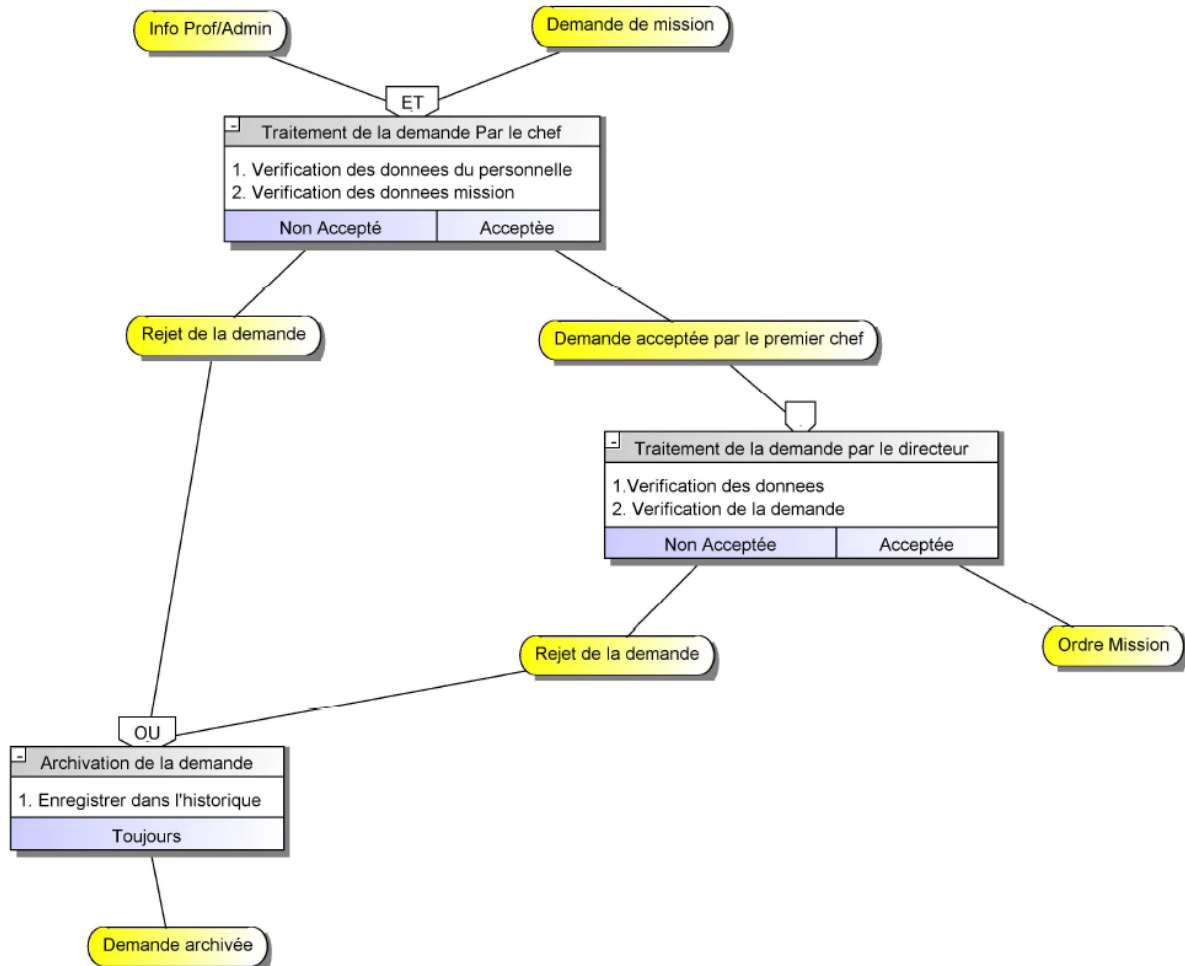 Info Prof/Admin
Demande de mission
ET
Traitement de la demande Par le chef
1. Verification des donnees du personnelle
2. Verification des donnees mission
Non Accepté
Acceptèe
Rejet de la demande
Demande acceptée par le premier chef
Traitement de la demande par le directeur
1.Verification des donnees
2. Verification de la demande
Non Acceptée
Acceptée
Rejet de la demande
Ordre Mission
OU
Archivation de la demande
1. Enregistrer dans l'historique
Toujours
Demande archivée